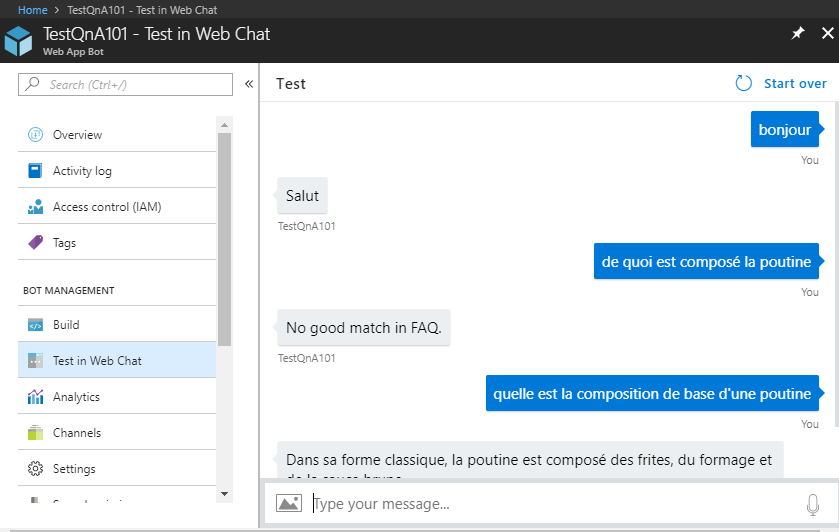 Home > TestQnA101 - Test in Web Chat
TestQnA101 - Test in Web Chat
Web App Bot
Search (Ctrl+/)
Overview
Activity log
Access control (IAM)
Tags
BOT MANAGEMENT
Build
Test in Web Chat
Analytics
Channels
Settings
Test
Start over
bonjour
You
Salut
TestQnA101
de quoi est composé la poutine
You
No good match in FAQ.
TestQnA101
quelle est la composition de base d'une poutine
You
Dans sa forme classique, la poutine est composé des frites, du formage et
de la sauce brune
Type your message...